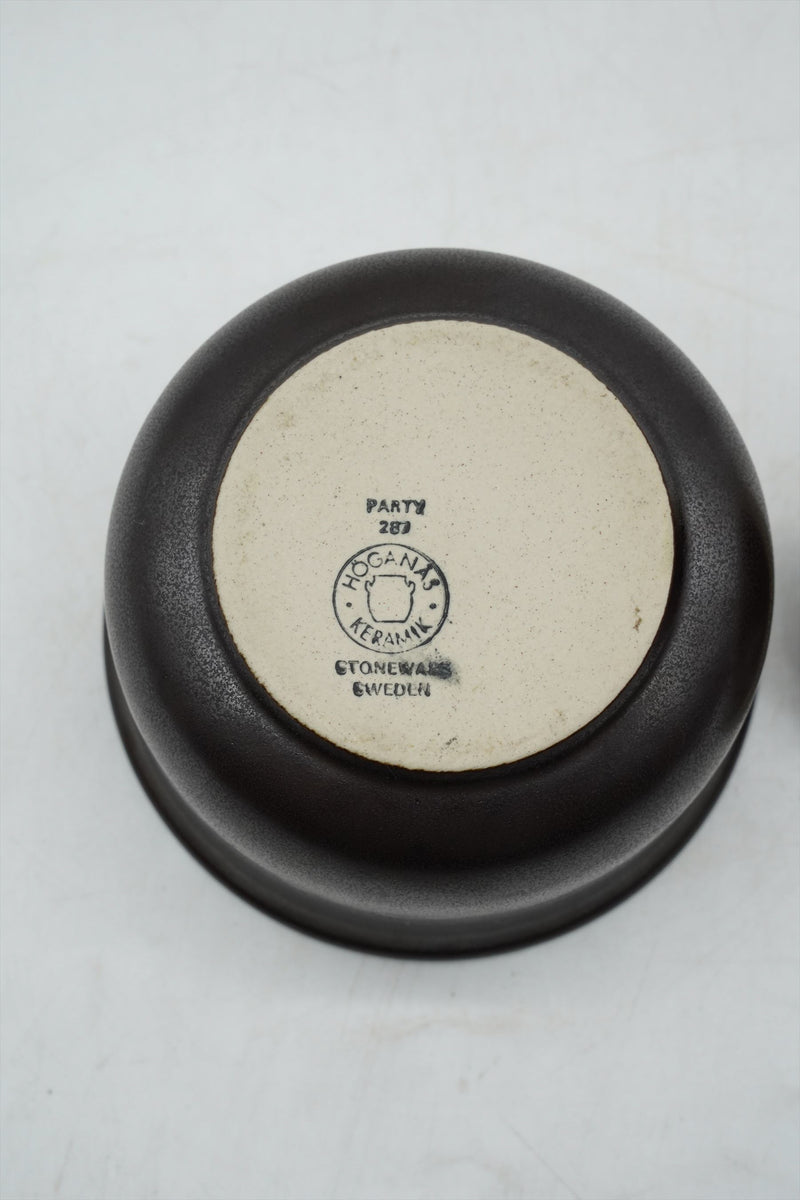 PARTY
287
HÖGANÄS
KERAMIK
STONEWARE
SWEDEN